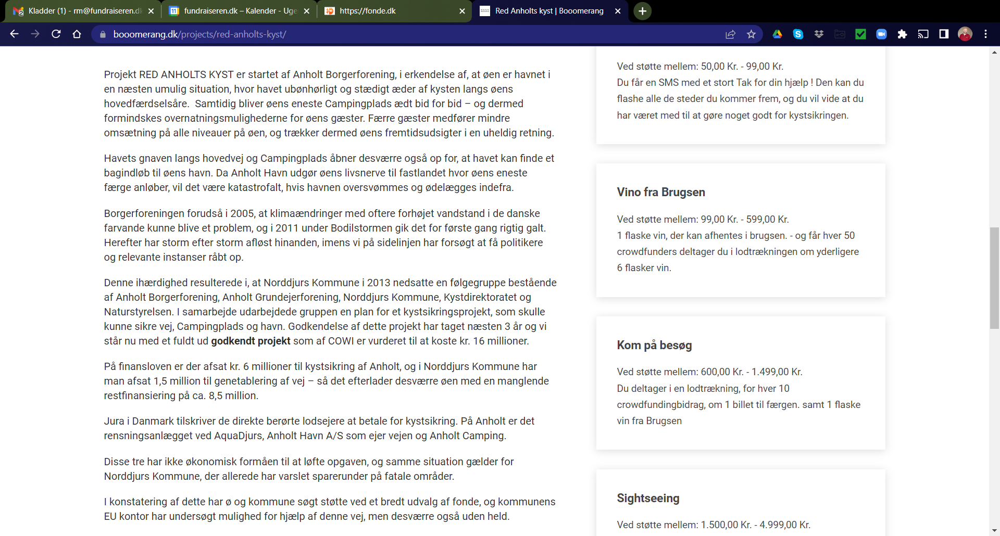 Kladder (1) - rm@fundraiseren.dk
fundraiseren.dk – Kalender - Uge
https://fonde.dk
Red Anholts kyst | Booomerang
booomerang.dk/projects/red-anholts-kyst/
Projekt RED ANHOLTS KYST er startet af Anholt Borgerforening, i erkendelse af, at øen er havnet i
en næsten umulig situation, hvor havet ubønhørligt og stædigt æder af kysten langs øens
hovedfærdselsåre.  Samtidig bliver øens eneste Campingplads ædt bid for bid – og dermed
formindskes overnatningsmulighederne for øens gæster. Færre gæster medfører mindre
omsætning på alle niveauer på øen, og trækker dermed øens fremtidsudsigter i en uheldig retning.
Havets gnaven langs hovedvej og Campingplads åbner desværre også op for, at havet kan finde et
bagindløb til øens havn. Da Anholt Havn udgør øens livsnerve til fastlandet hvor øens eneste
færge anløber, vil det være katastrofalt, hvis havnen oversvømmes og ødelægges indefra.
Borgerforeningen forudså i 2005, at klimaændringer med oftere forhøjet vandstand i de danske
farvande kunne blive et problem, og i 2011 under Bodilstormen gik det for første gang rigtig galt.
Herefter har storm efter storm afløst hinanden, imens vi på sidelinjen har forsøgt at få politikere
og relevante instanser råbt op.
Denne ihærdighed resulterede i, at Norddjurs Kommune i 2013 nedsatte en følgegruppe bestående
af Anholt Borgerforening, Anholt Grundejerforening, Norddjurs Kommune, Kystdirektoratet og
Naturstyrelsen. I samarbejde udarbejdede gruppen en plan for et kystsikringsprojekt, som skulle
kunne sikre vej, Campingplads og havn. Godkendelse af dette projekt har taget næsten 3 år og vi
står nu med et fuldt ud godkendt projekt som af COWI er vurderet til at koste kr. 16 millioner.
På finansloven er der afsat kr. 6 millioner til kystsikring af Anholt, og i Norddjurs Kommune har
man afsat 1,5 million til genetablering af vej – så det efterlader desværre øen med en manglende
restfinansiering på ca. 8,5 million.
Jura i Danmark tilskriver de direkte berørte lodsejere at betale for kystsikring. På Anholt er det
rensningsanlægget ved AquaDjurs, Anholt Havn A/S som ejer vejen og Anholt Camping.
Disse tre har ikke økonomisk formåen til at løfte opgaven, og samme situation gælder for
Norddjurs Kommune, der allerede har varslet sparerunder på fatale områder.
I konstatering af dette har ø og kommune søgt støtte ved et bredt udvalg af fonde, og kommunens
EU kontor har undersøgt mulighed for hjælp af denne vej, men desværre også uden held.
Ved støtte mellem: 50,00 Kr. - 99,00 Kr.
Du får en SMS med et stort Tak for din hjælp ! Den kan du
flashe alle de steder du kommer frem, og du vil vide at du
har været med til at gøre noget godt for kystsikringen.
Vino fra Brugsen
Ved støtte mellem: 99,00 Kr. - 599,00 Kr.
1 flaske vin, der kan afhentes i brugsen. - og får hver 50
crowdfunders deltager du i lodtrækningen om yderligere
6 flasker vin.
Kom på besøg
Ved støtte mellem: 600,00 Kr. - 1.499,00 Kr.
Du deltager i en lodtrækning, for hver 10
crowdfundingbidrag, om 1 billet til færgen. samt 1 flaske
vin fra Brugsen
Sightseeing
Ved støtte mellem: 1.500,00 Kr. - 4.999,00 Kr.